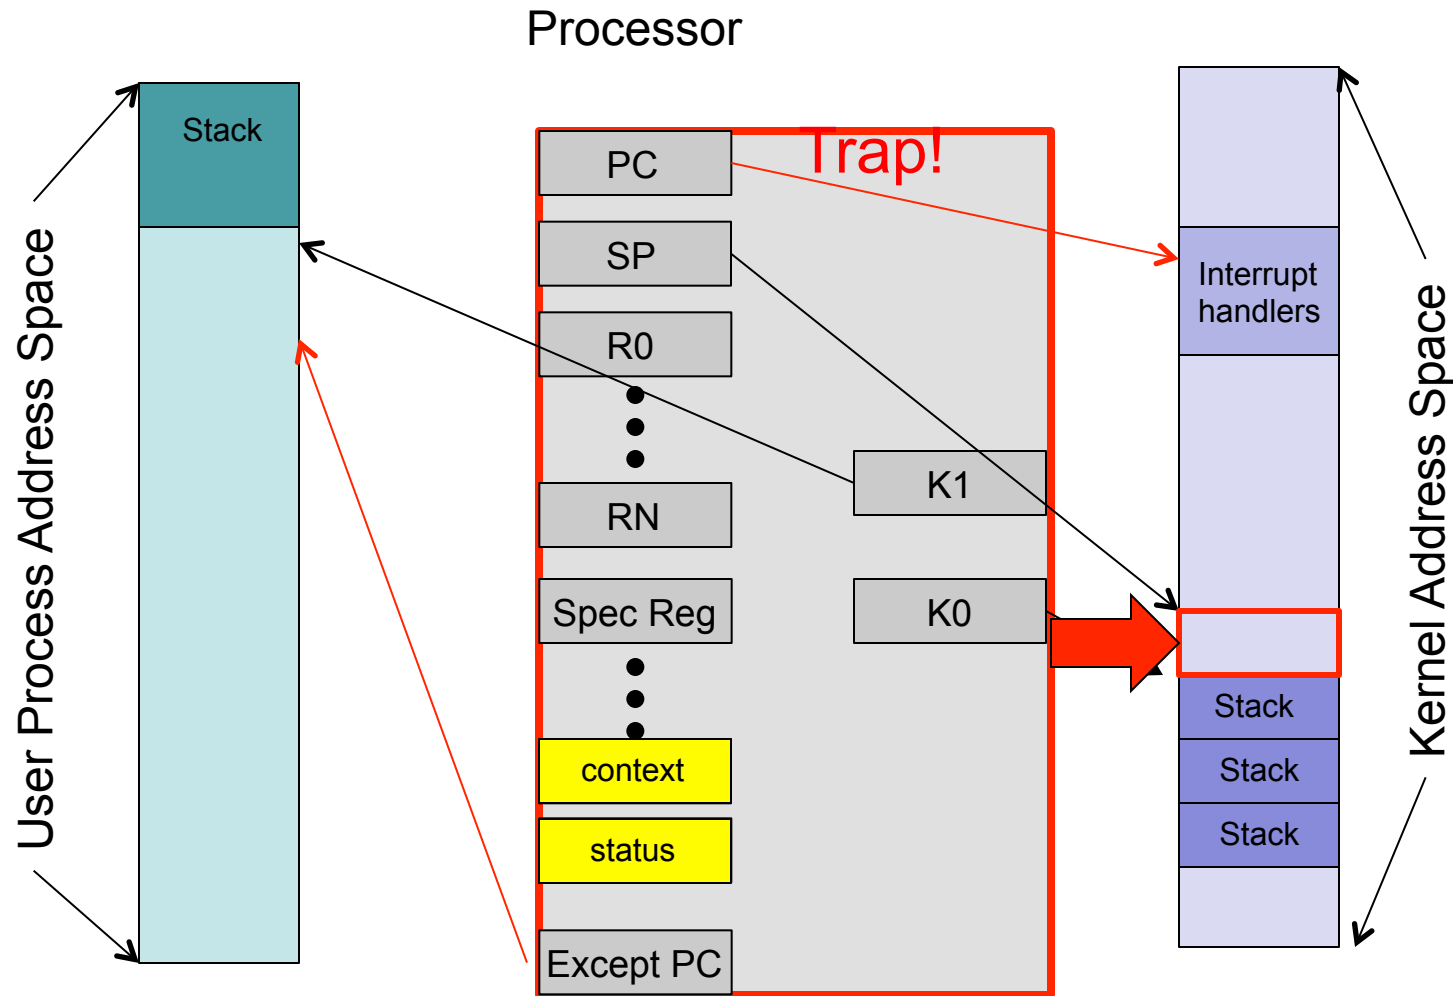 Processor
User Process Address Space
Stack
Trap!
PC
SP
R0
RN
Spec Reg
context
status
Except PC
K1
K0
Interrupt
handlers
Stack
Stack
Stack
Kernel Address Space